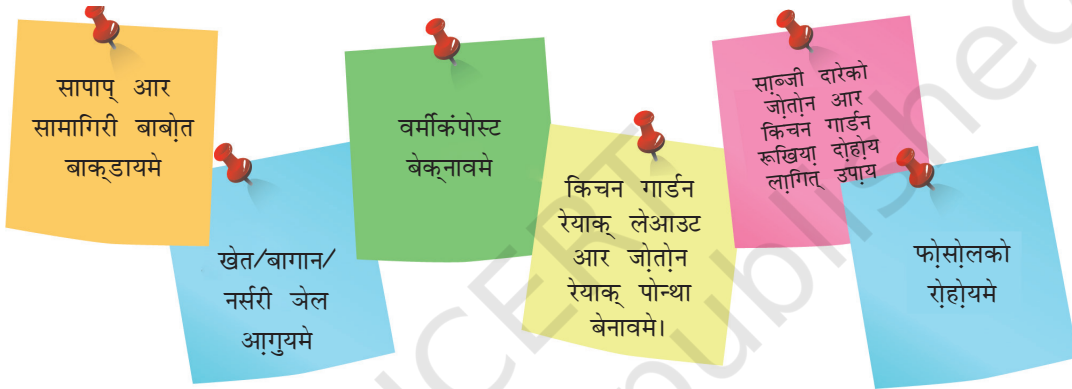 सापाप् आर
सामागिरी बाबो़त
बाक्‌डायमे
खेत/बागान/
नर्सरी ञेल
आ़गुयमे
वर्मीकंपोस्ट
बेक्‌नावमे
किचन गार्डन
रेयाक् लेआउट
आर जो़तो़न
रेयाक् पोन्था
बेनावमे।
सा़ब्जी दारेको
जो़तो़न आर
किचन गार्डन
रूखिया़ दो़हो़य
ला़गित् उपा़य
फो़सो़लको
रो़हो़यमे